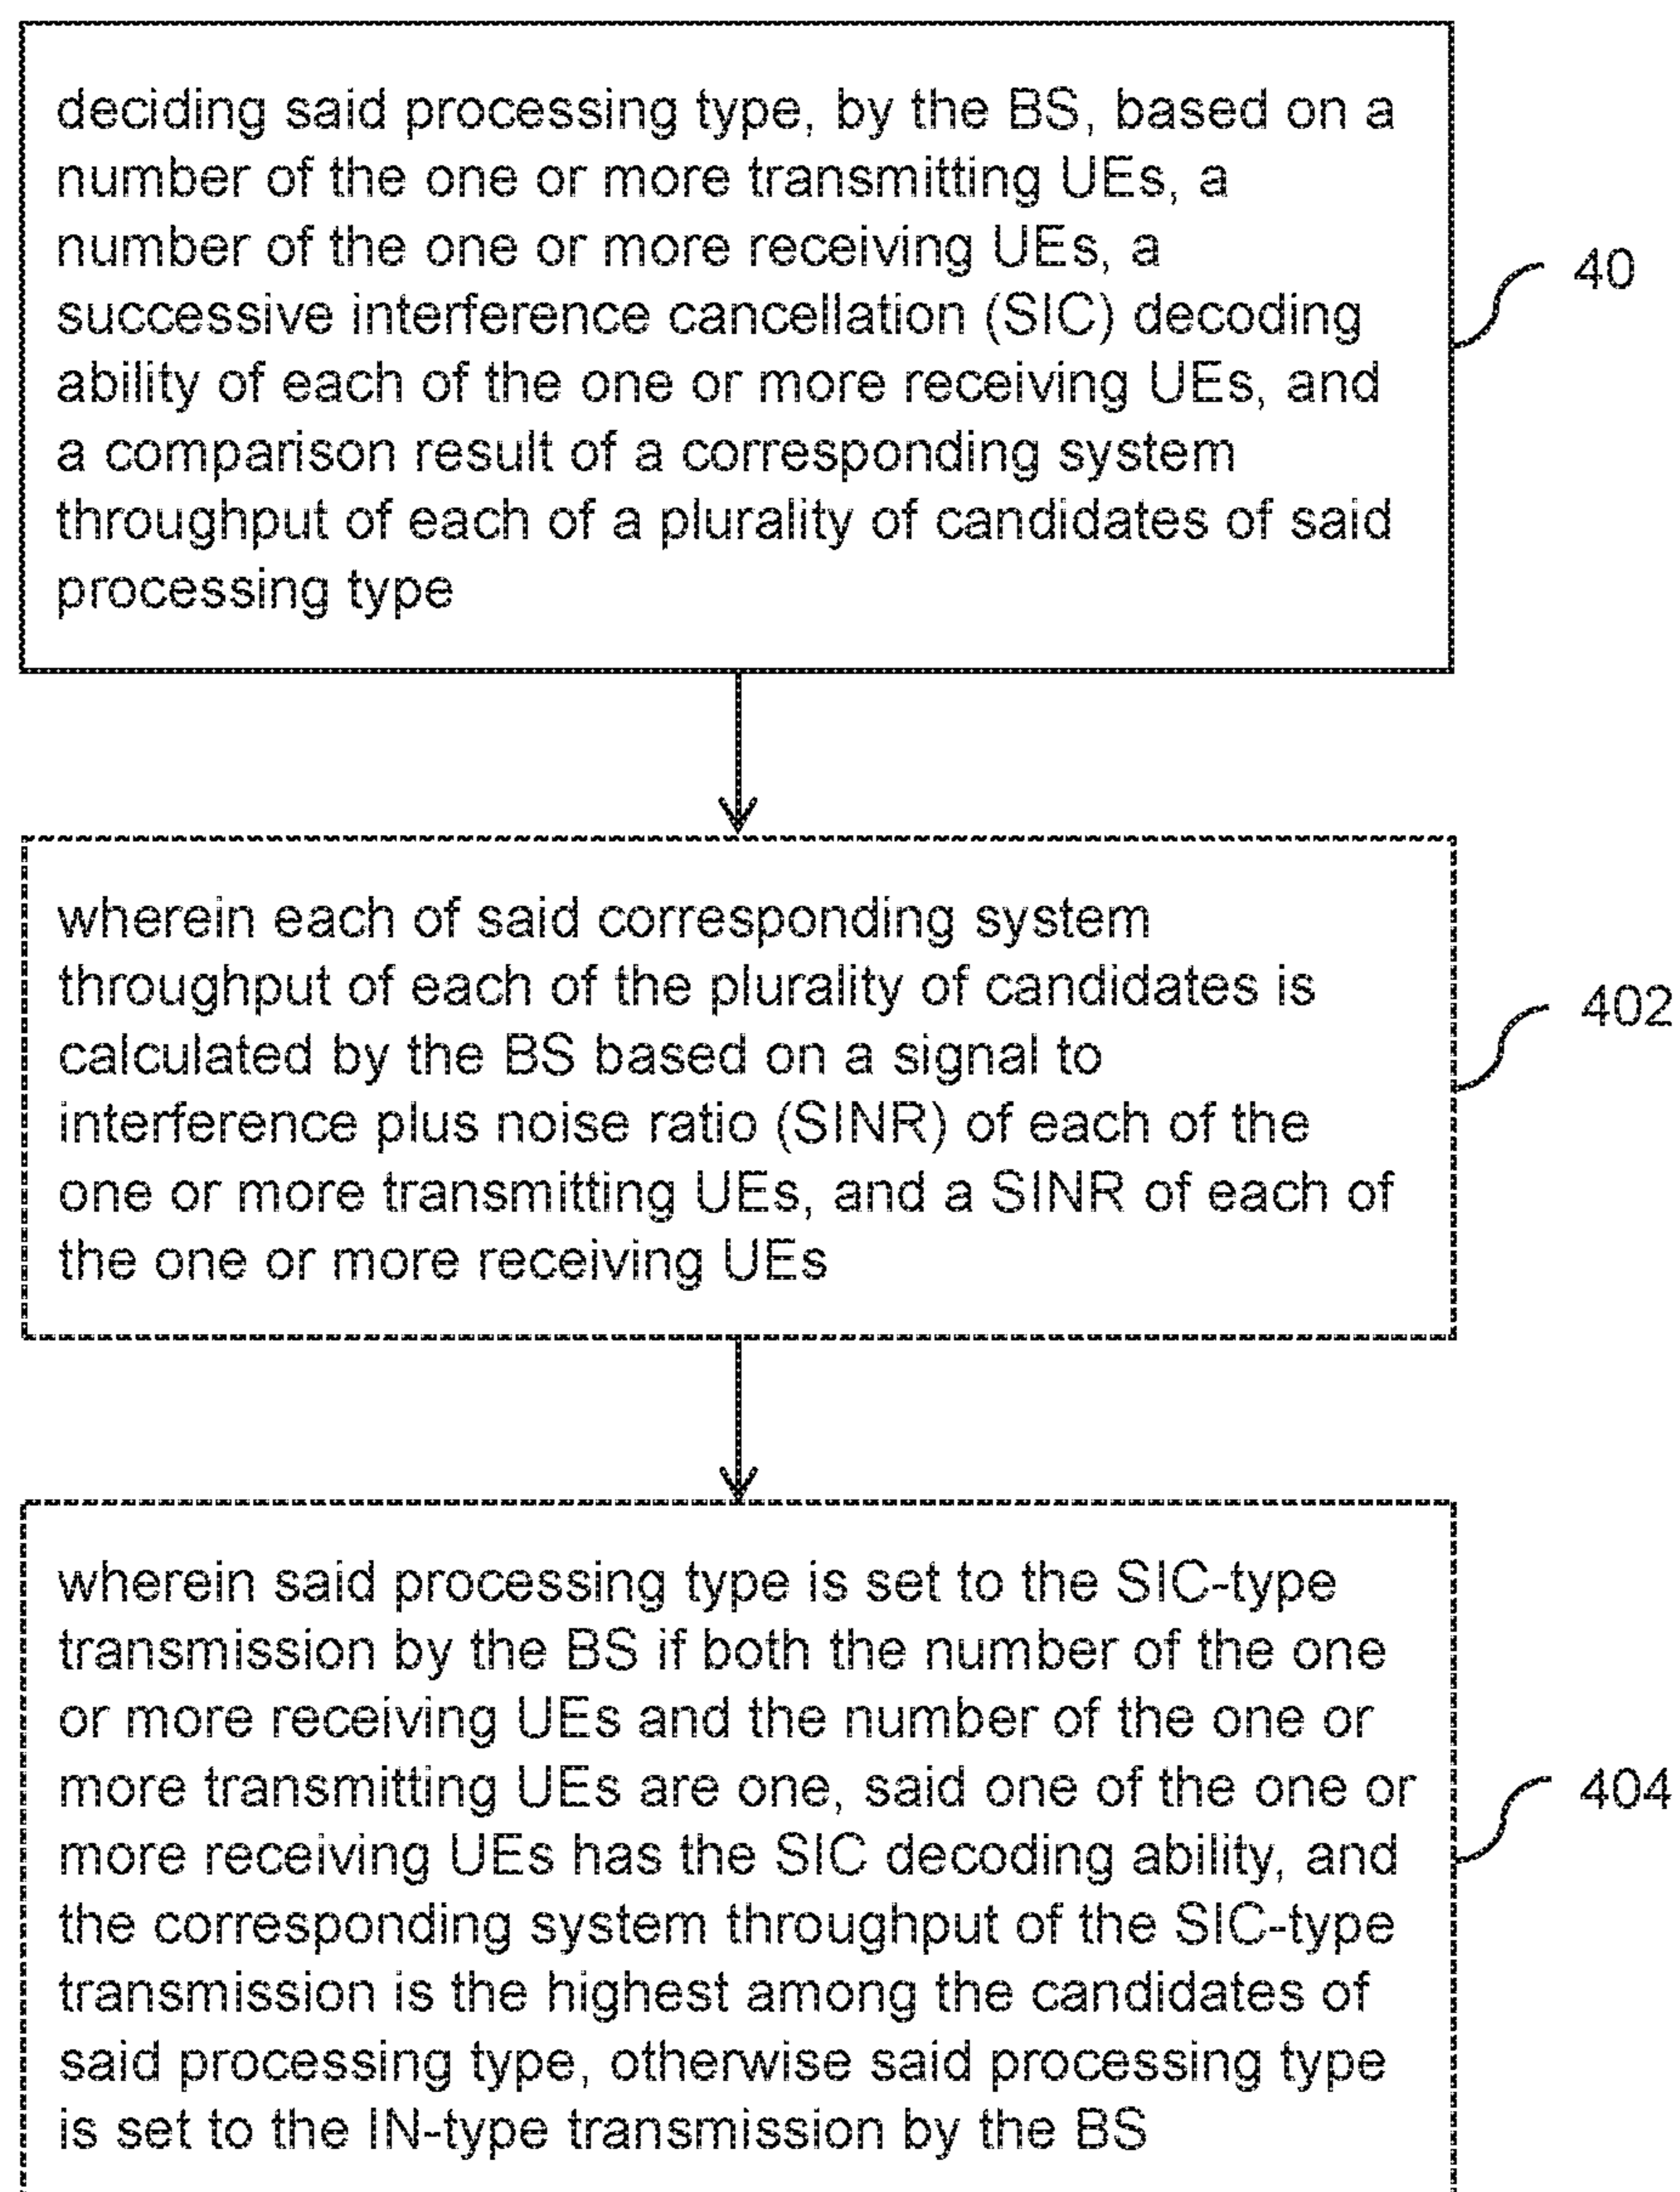 deciding said processing type, by the BS, based on a
number of the one or more transmitting UEs, a
number of the one or more receiving UEs, a
successive interference cancellation (SIC) decoding
ability of each of the one or more receiving UEs, and
a comparison result of a corresponding system
throughput of each of a plurality of candidates of said
processing type
40
wherein each of said corresponding system
throughput of each of the plurality of candidates is
calculated by the BS based on a signal to
interference plus noise ratio (SINR) of each of the
one or more transmitting UEs, and a SINR of each of
the one or more receiving UEs
402
wherein said processing type is set to the SIC-type
transmission by the BS if both the number of the one
or more receiving UEs and the number of the one or
more transmitting UEs are one, said one of the one or
more receiving UEs has the SIC decoding ability, and
the corresponding system throughput of the SIC-type
transmission is the highest among the candidates of
said processing type, otherwise said processing type
is set to the IN-type transmission by the BS
404